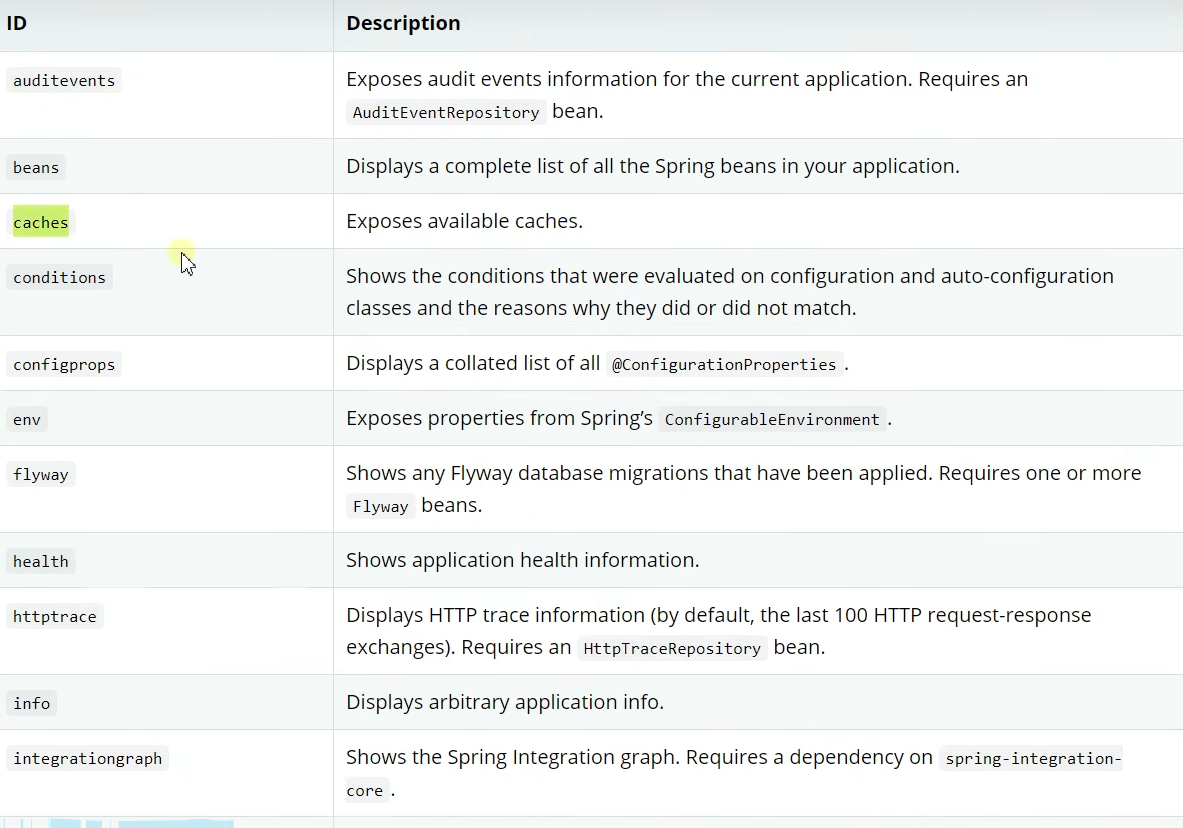 ID Description
auditevents Exposes audit events information for the current application. Requires an
AuditEventRepository bean.
beans Displays a complete list of all the Spring beans in your application.
caches Exposes available caches.
conditions Shows the conditions that were evaluated on configuration and auto-configuration
classes and the reasons why they did or did not match.
configprops Displays a collated list of all @ConfigurationProperties .
env Exposes properties from Spring’s ConfigurableEnvironment .
flyway Shows any Flyway database migrations that have been applied. Requires one or more
Flyway beans.
health Shows application health information.
httptrace Displays HTTP trace information (by default, the last 100 HTTP request-response
exchanges). Requires an HttpTraceRepository bean.
info Displays arbitrary application info.
integrationgraph Shows the Spring Integration graph. Requires a dependency on spring-integration-
core .